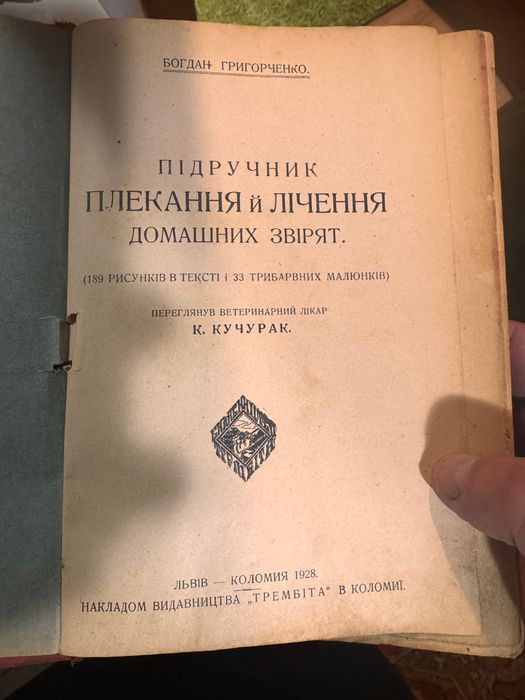 БОГДАН ГРИГОРЧЕНКО.
ПІДРУЧНИК
ПЛЕКАННЯ й ЛІЧЕННЯ
ДОМАШНИХ ЗВІРЯТ.
(189 РИСУНКІВ В ТЕКСТІ і 33 ТРИБАРВНИХ МАЛЮНКІВ)
ПЕРЕГЛЯНУВ ВЕТЕРИНАРНИЙ ЛІКАР
К. КУЧУРАК.
ЛЬВІВ — КОЛОМИЯ 1928.
НАКЛАДОМ ВИДАВНИЦТВА „ТРЕМБІТА" В КОЛОМИЇ.